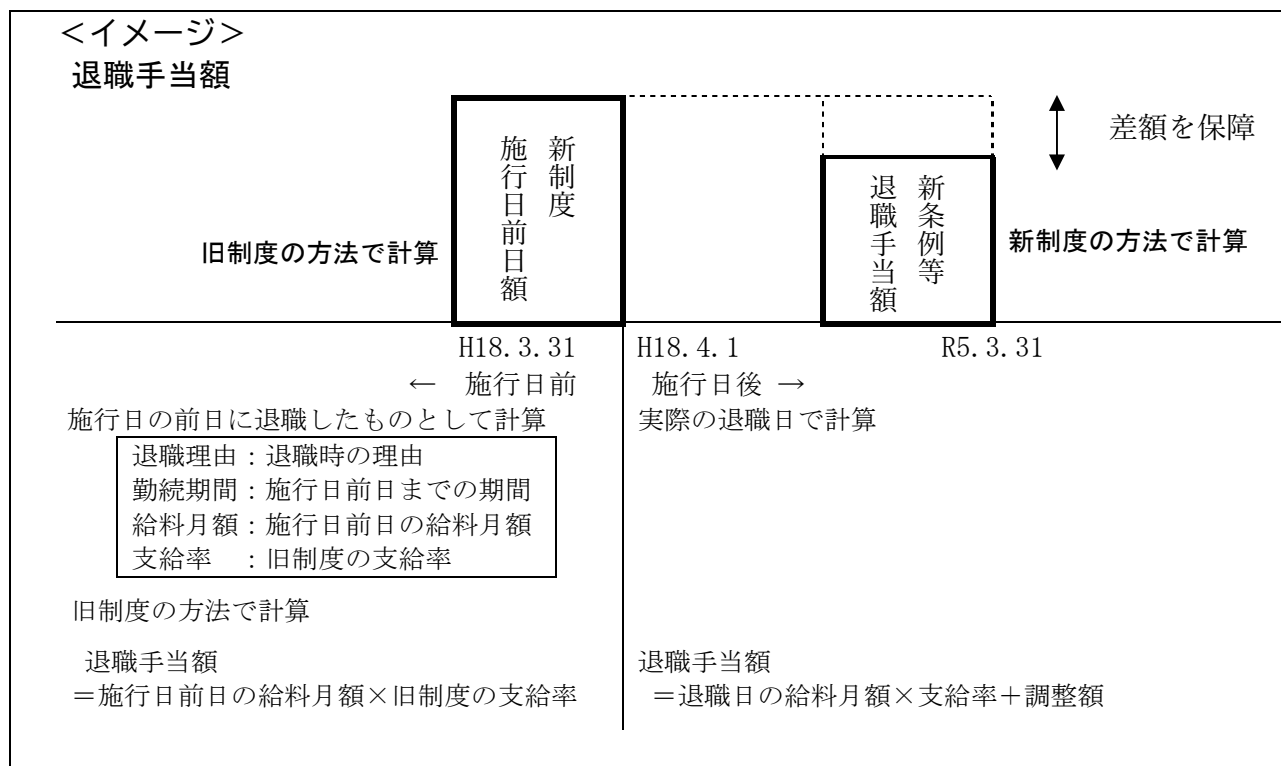 ＜イメージ＞
退職手当額
差額を保障
新制度
施行日前日額
新条例等
退職手当額
旧制度の方法で計算
新制度の方法で計算
H18.3.31
H18.4.1
R5.3.31
← 施行日前
施行日後 →
施行日の前日に退職したものとして計算
実際の退職日で計算
退職理由：退職時の理由
勤続期間：施行日前日までの期間
給料月額：施行日前日の給料月額
支給率　：旧制度の支給率
旧制度の方法で計算
退職手当額
＝施行日前日の給料月額×旧制度の支給率
退職手当額
＝退職日の給料月額×支給率＋調整額